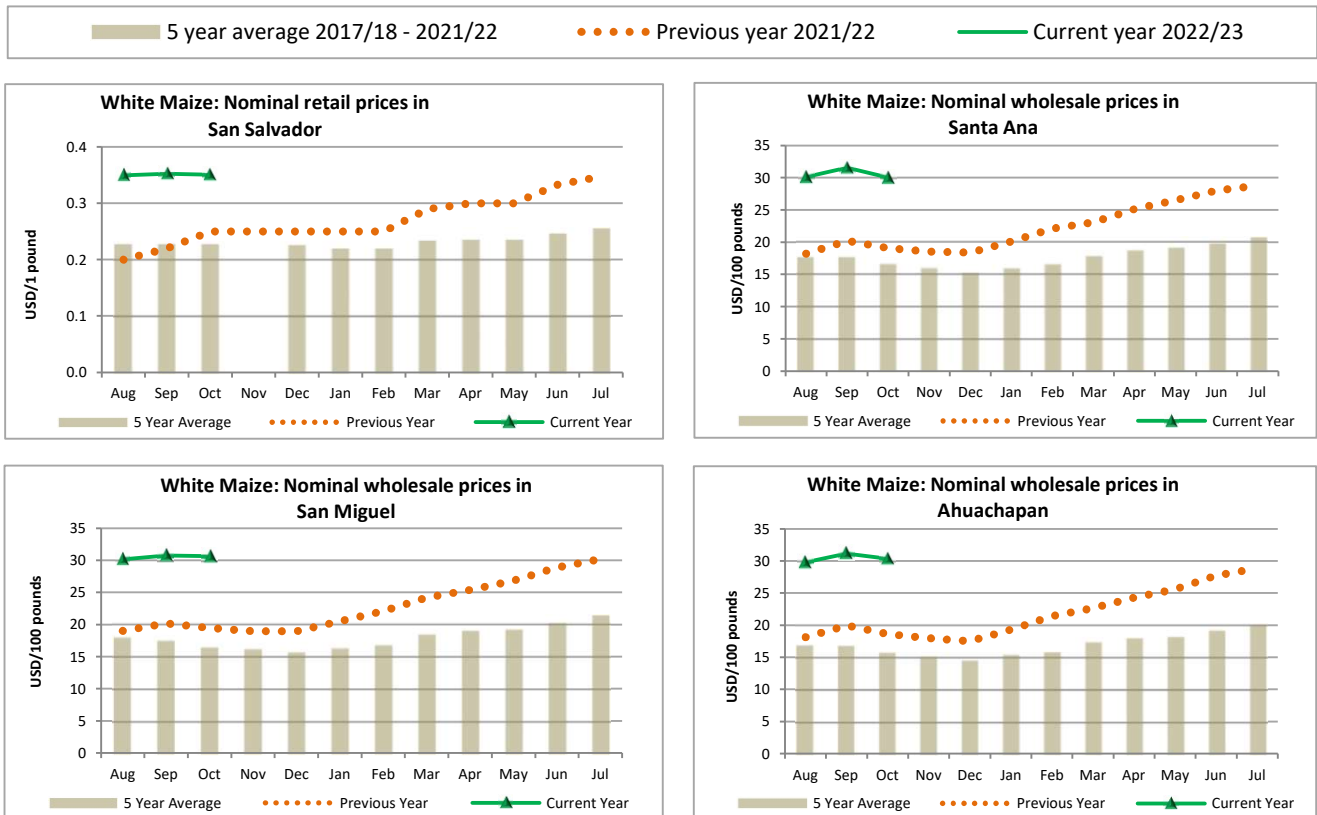 5 year average 2017/18 - 2021/22 Previous year 2021/22 Current year 2022/23
White Maize: Nominal retail prices in
San Salvador
0.4
0.3
0.2
0.1
0.0
USD/1 pound
Aug Sep Oct Nov Dec Jan Feb Mar Apr May Jun Jul
5 Year Average Previous Year Current Year
White Maize: Nominal wholesale prices in
Santa Ana
35
30
25
20
15
10
5
0
USD/100 pounds
Aug Sep Oct Nov Dec Jan Feb Mar Apr May Jun Jul
5 Year Average Previous Year Current Year
White Maize: Nominal wholesale prices in
San Miguel
35
30
25
20
15
10
5
0
USD/100 pounds
Aug Sep Oct Nov Dec Jan Feb Mar Apr May Jun Jul
5 Year Average Previous Year Current Year
White Maize: Nominal wholesale prices in
Ahuachapan
35
30
25
20
15
10
5
0
USD/100 pounds
Aug Sep Oct Nov Dec Jan Feb Mar Apr May Jun Jul
5 Year Average Previous Year Current Year